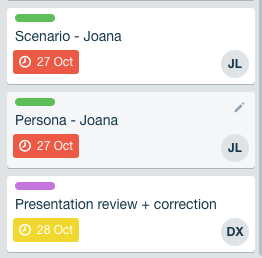 Scenario - Joana
27 Oct
JL
Persona - Joana
27 Oct
JL
Presentation review + correction
28 Oct
DX